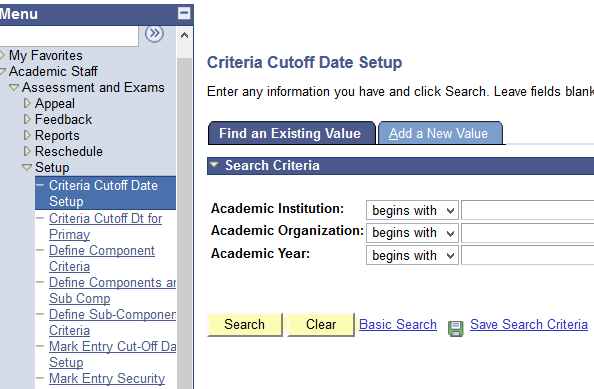 Menu
My Favorites
Academic Staff
Assessment and Exams
Appeal
Feedback
Reports
Reschedule
Setup
Criteria Cutoff Date
Setup
Criteria Cutoff Dt for
Primay
Define Component
Criteria
Define Components an
Sub Comp
Define Sub-Componen
Criteria
Mark Entry Cut-Off Da
Setup
Mark Entry Security
Criteria Cutoff Date Setup
Enter any information you have and click Search. Leave fields blank
Find an Existing Value
Add a New Value
Search Criteria
Academic Institution: begins with
Academic Organization: begins with
Academic Year: begins with
Search Clear Basic Search Save Search Criteria